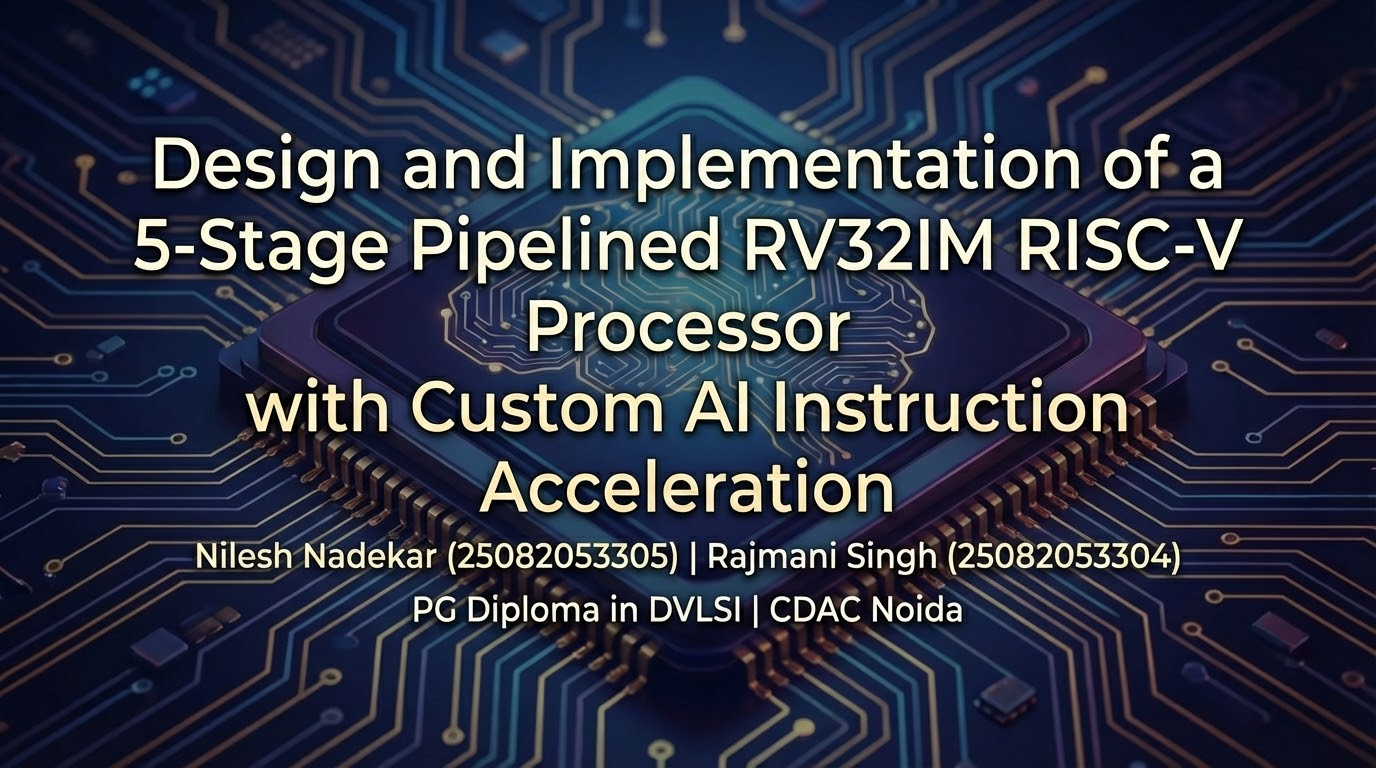 Design and Implementation of a
5-Stage Pipelined RV32IM RISC-V
Processor
with Custom AI Instruction
Acceleration
Nilesh Nadekar (25082053305) | Rajmani Singh (25082053304)
PG Diploma in DVLSI | CDAC Noida